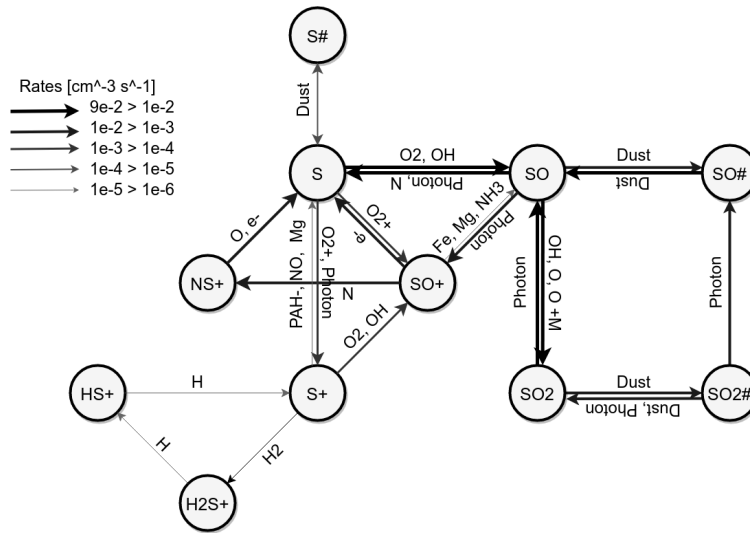 S#
Rates [cm^-3 s^-1]
9e-2 > 1e-2
1e-2 > 1e-3
1e-3 > 1e-4
1e-4 > 1e-5
1e-5 > 1e-6
Dust
S
O2, OH
Photon, N
SO
Dust
Dust
SO#
O, e-
O2+
e-
Fe, Mg, NH3
Photon
NS+
N
SO+
PAH-, NO, Mg
O2+, Photon
O2, OH
Photon
OH, O, O +M
Photon
HS+
H
S+
SO2
Dust
Dust, Photon
SO2#
H
H2
H2S+